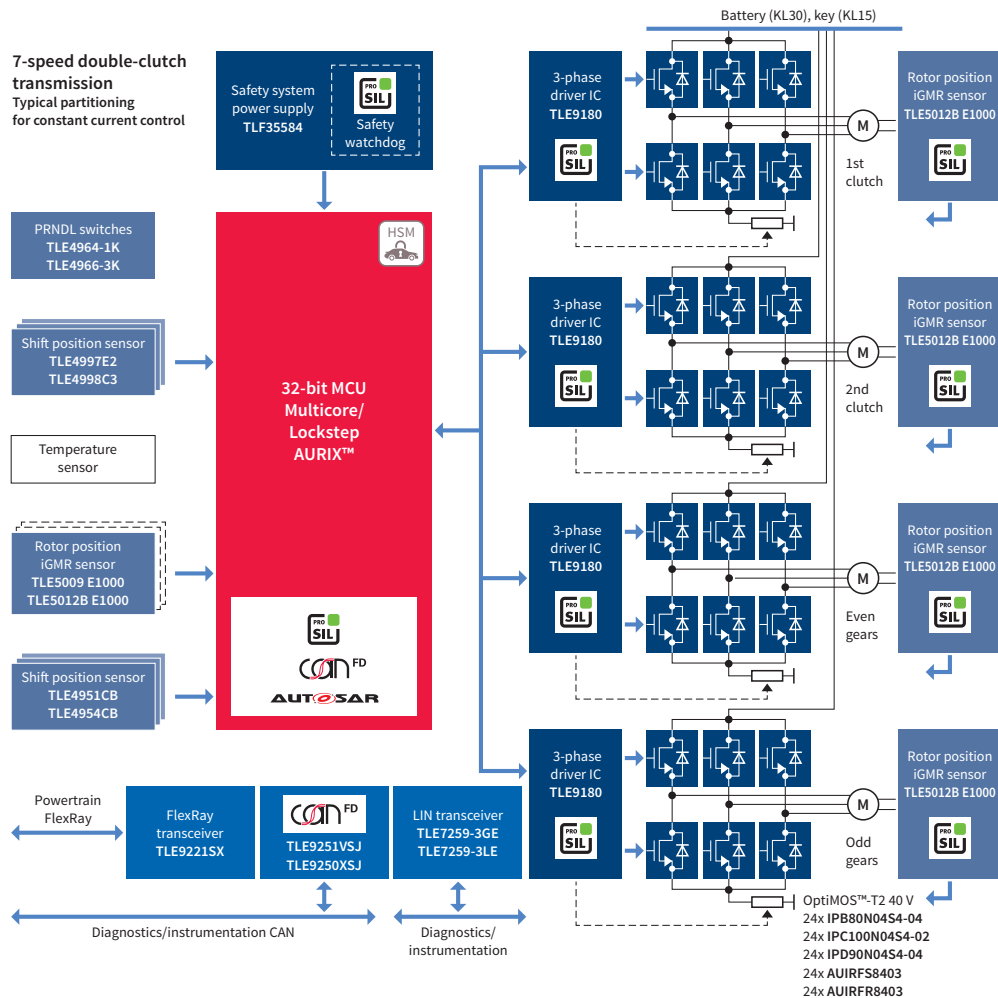 7-speed double-clutch
transmission
Typical partitioning
for constant current control
Safety system
power supply
TLF35584
PRO
SIL
Safety
watchdog
Battery (KL30), key (KL15)
PRNDL switches
TLE4964-1K
TLE4966-3K
Shift position sensor
TLE4997E2
TLE4998C3
Temperature
sensor
Rotor position
iGMR sensor
TLE5009 E1000
TLE5012B E1000
Shift position sensor
TLE4951CB
TLE4954CB
HSM
32-bit MCU
Multicore/
Lockstep
AURIX™
PRO
SIL
CAN FD
AUTOSAR
Powertrain
FlexRay
FlexRay
transceiver
TLE9221SX
CAN FD
TLE9251VSJ
TLE9250XSJ
LIN transceiver
TLE7259-3GE
TLE7259-3LE
Diagnostics/instrumentation CAN
Diagnostics/
instrumentation
3-phase
driver IC
TLE9180
PRO
SIL
M
1st
clutch
Rotor position
iGMR sensor
TLE5012B E1000
PRO
SIL
3-phase
driver IC
TLE9180
PRO
SIL
M
2nd
clutch
Rotor position
iGMR sensor
TLE5012B E1000
PRO
SIL
3-phase
driver IC
TLE9180
PRO
SIL
M
Even
gears
Rotor position
iGMR sensor
TLE5012B E1000
PRO
SIL
3-phase
driver IC
TLE9180
PRO
SIL
M
Odd
gears
Rotor position
iGMR sensor
TLE5012B E1000
PRO
SIL
OptiMOS™-T2 40 V
24x IPB80N04S4-04
24x IPC100N04S4-02
24x IPD90N04S4-04
24x AUIRFS8403
24x AUIRFR8403